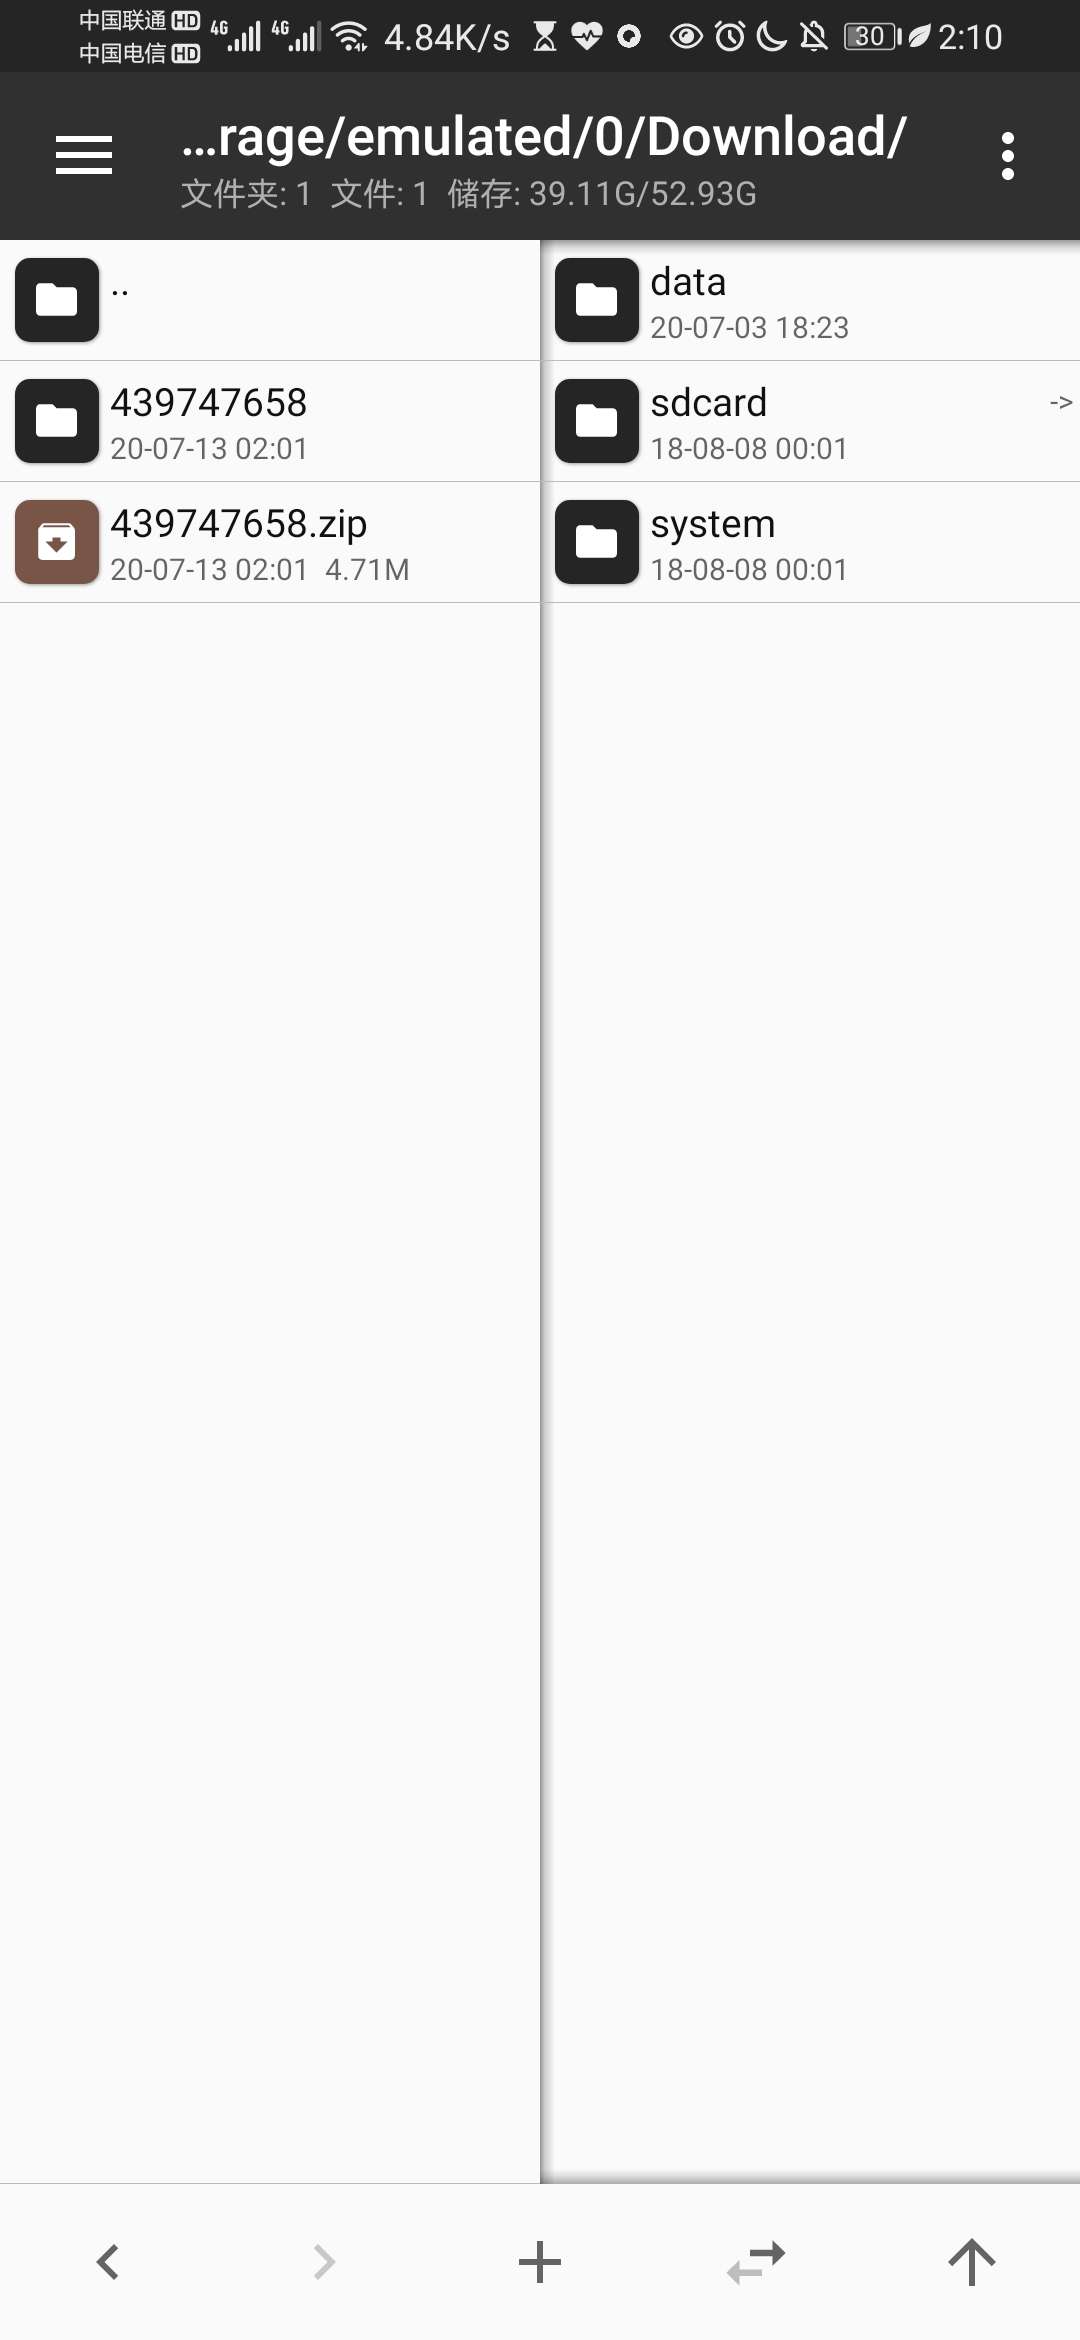 中国联通 HD
中国电信 HD
4G 4G 4.84K/s 30 2:10
...rage/emulated/0/Download/
文件夹: 1 文件: 1 储存: 39.11G/52.93G
..
439747658
20-07-13 02:01
439747658.zip
20-07-13 02:01 4.71M
data
20-07-03 18:23
sdcard ->
18-08-08 00:01
system
18-08-08 00:01